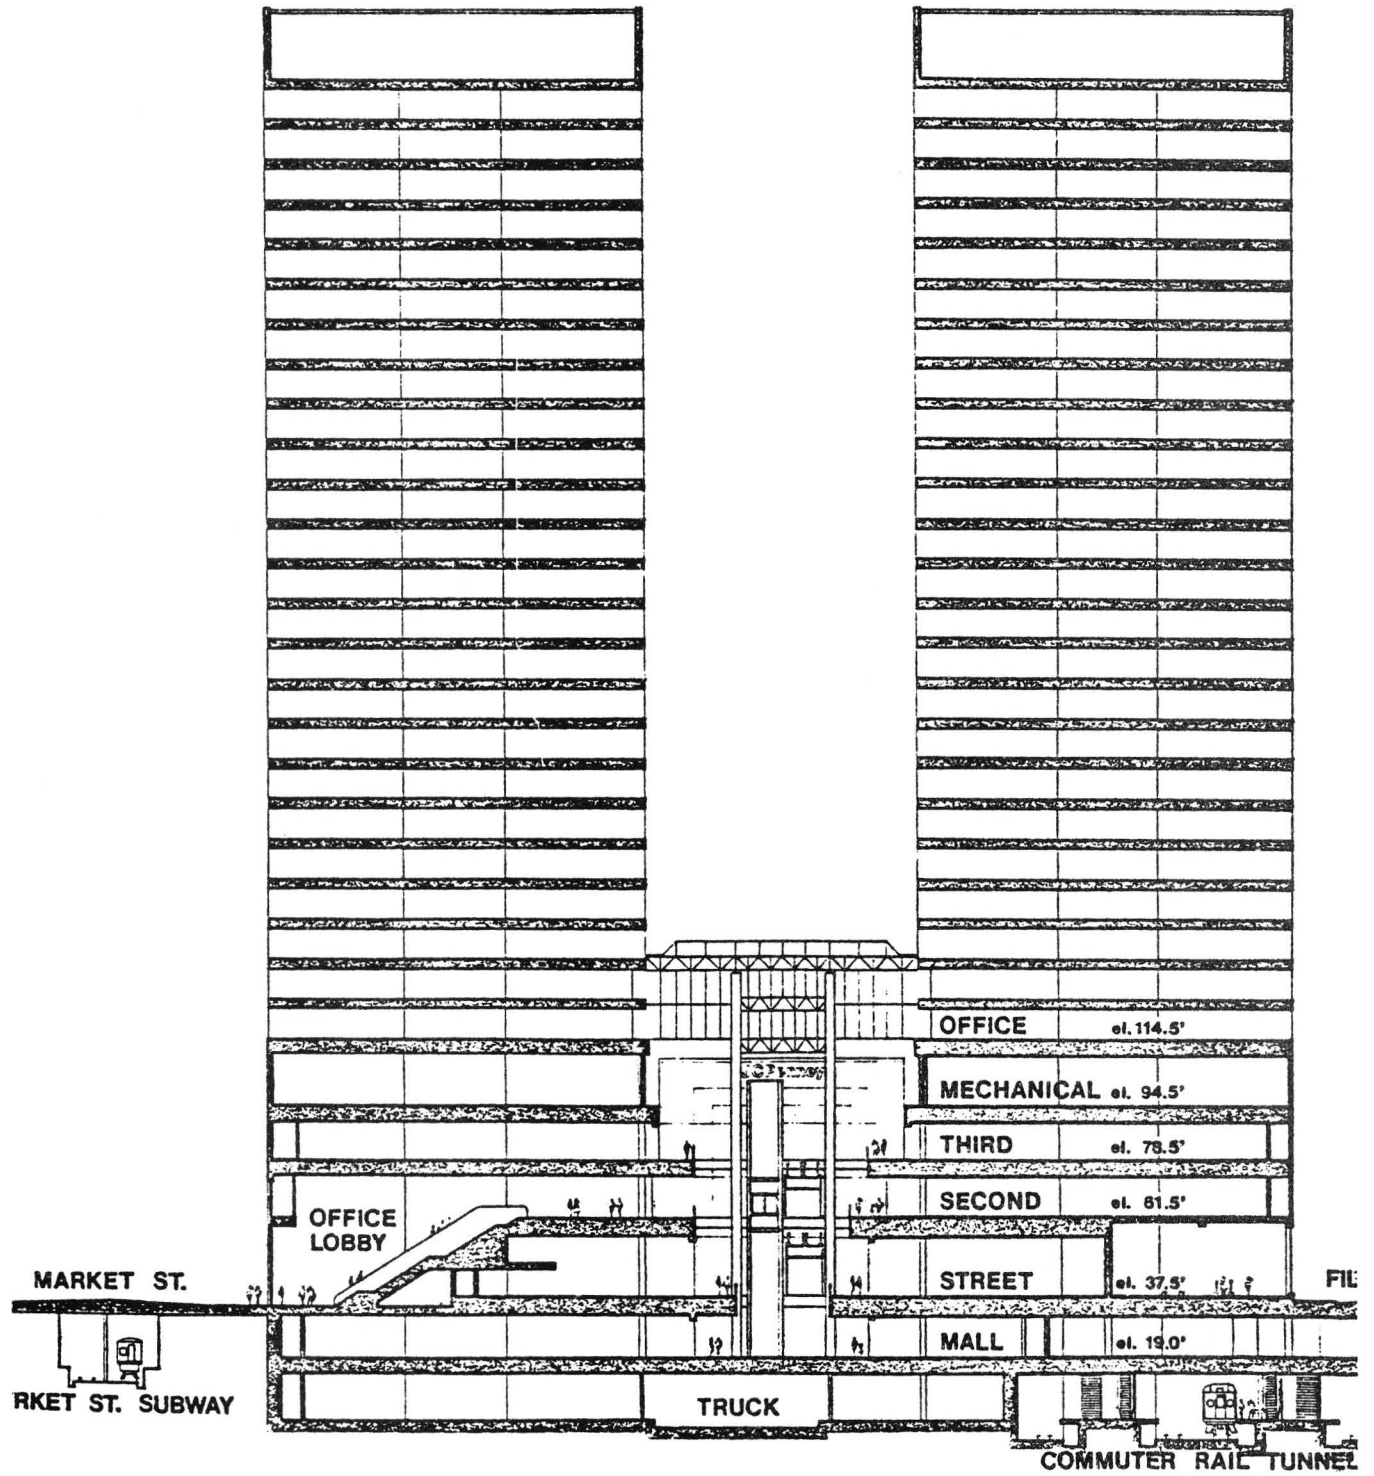 OFFICE el. 114.5'
MECHANICAL el. 94.5'
THIRD el. 78.5'
SECOND el. 61.5'
OFFICE
LOBBY
MARKET ST.
STREET el. 37.5'
FIL
MALL el. 19.0'
RKET ST. SUBWAY
TRUCK
COMMUTER RAIL TUNNEL